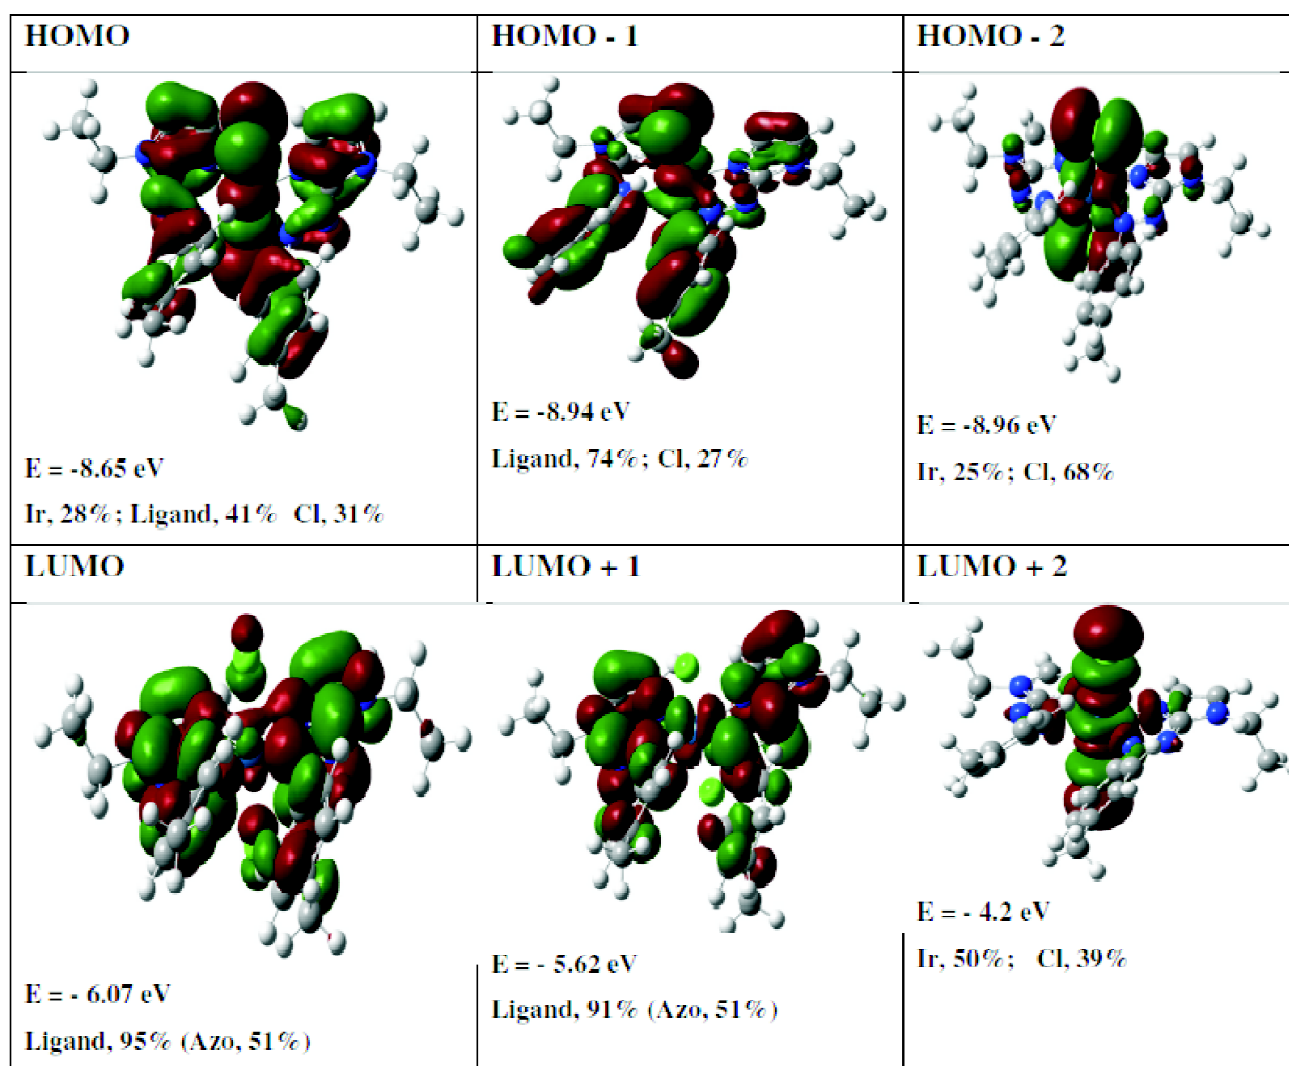 HOMO
HOMO - 1
HOMO - 2
E = -8.65 eV
Ir, 28%; Ligand, 41% Cl, 31%
E = -8.94 eV
Ligand, 74%; Cl, 27%
E = -8.96 eV
Ir, 25%; Cl, 68%
LUMO
LUMO + 1
LUMO + 2
E = - 6.07 eV
Ligand, 95% (Azo, 51%)
E = - 5.62 eV
Ligand, 91% (Azo, 51%)
E = - 4.2 eV
Ir, 50%; Cl, 39%